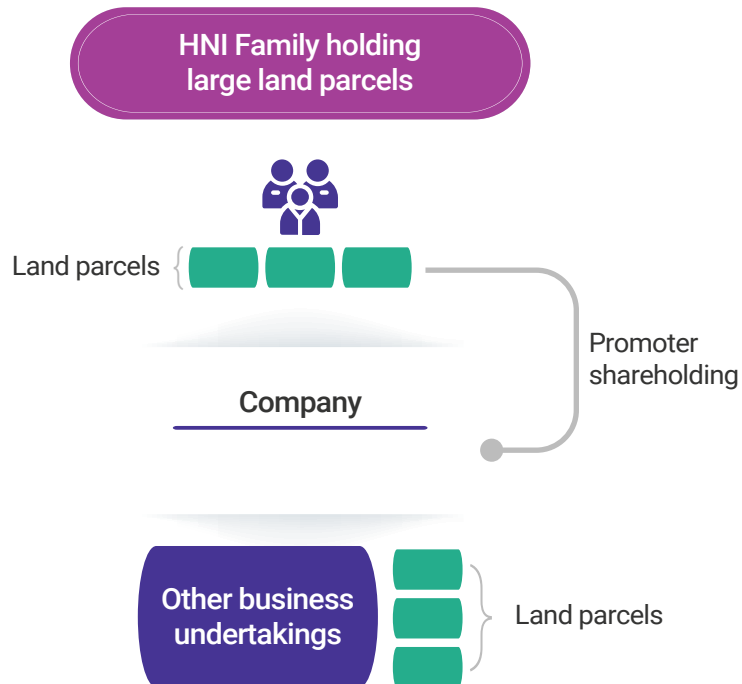 HNI Family holding
large land parcels
Land parcels
Promoter
shareholding
Company
Other business
undertakings
Land parcels